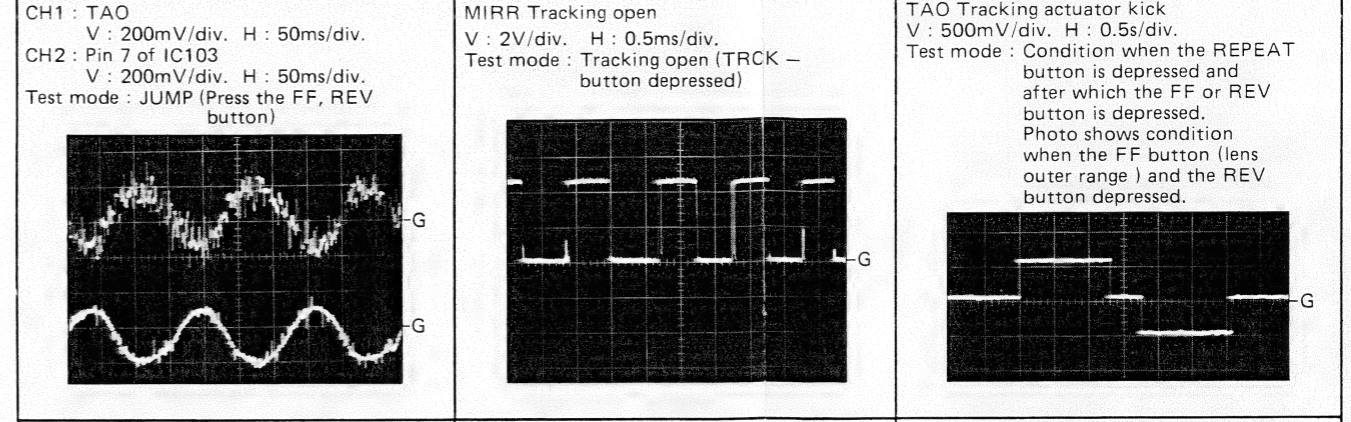 CH1 : TAO
V : 200mV/div. H : 50ms/div.
CH2 : Pin 7 of IC103
V : 200mV/div. H : 50ms/div.
Test mode : JUMP (Press the FF, REV
button)
G
G
MIRR Tracking open
V : 2V/div. H : 0.5ms/div.
Test mode : Tracking open (TRCK —
button depressed)
G
TAO Tracking actuator kick
V : 500mV/div. H : 0.5s/div.
Test mode : Condition when the REPEAT
button is depressed and
after which the FF or REV
button is depressed.
Photo shows condition
when the FF button (lens
outer range ) and the REV
button depressed.
G